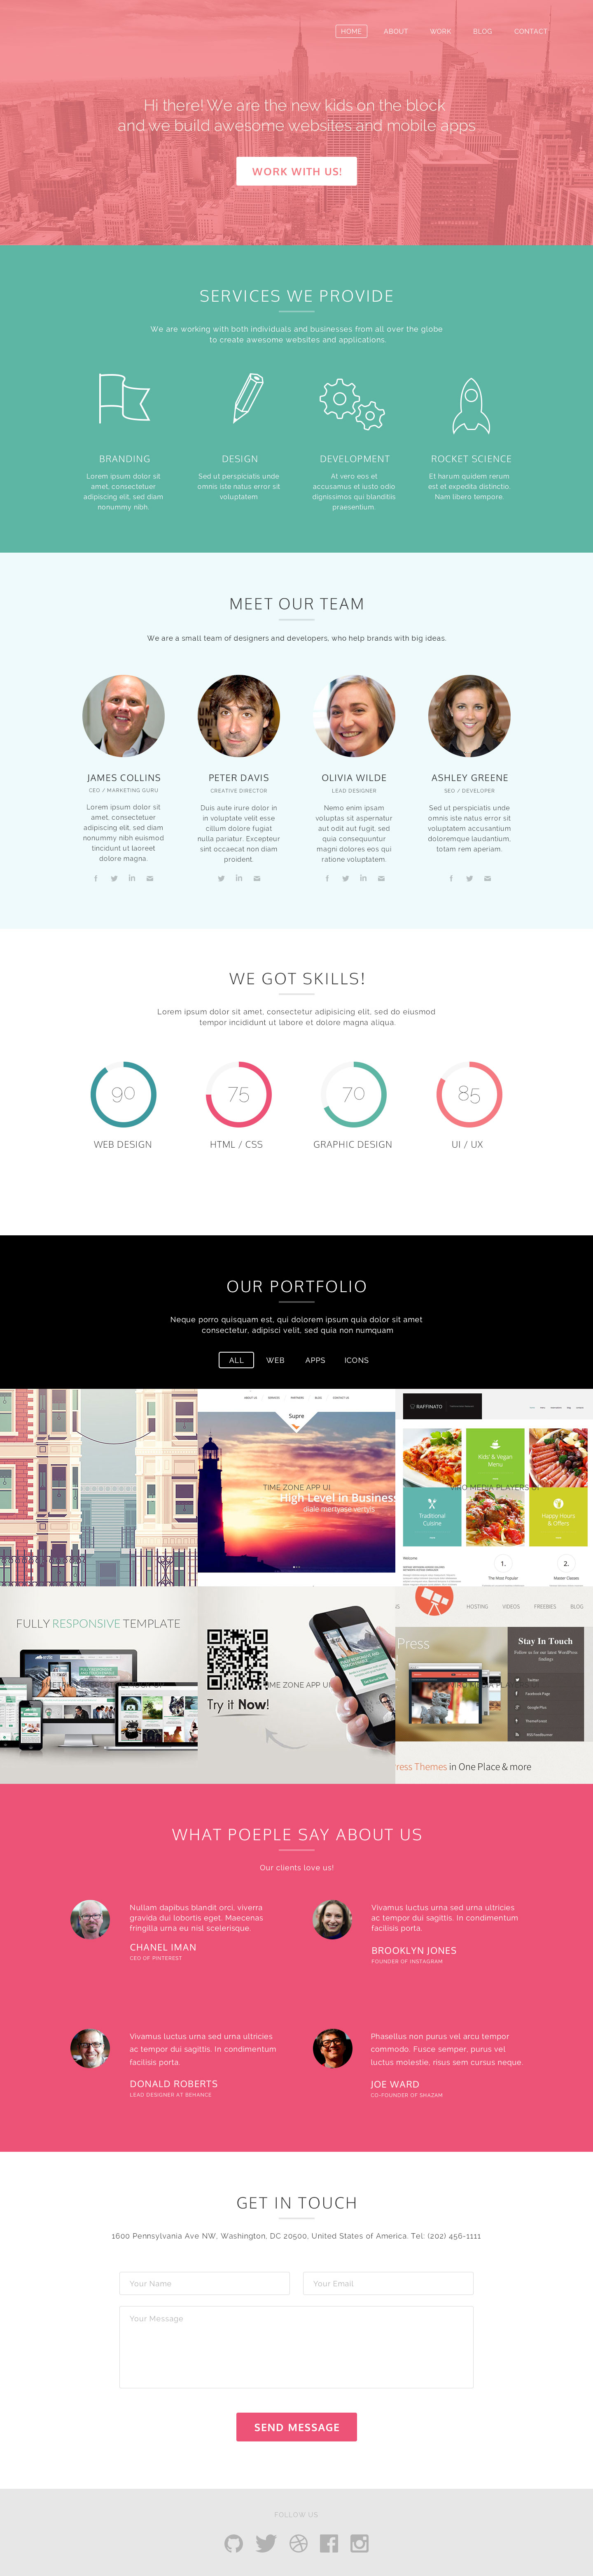 HOME ABOUT WORK BLOG CONTACT
Hi there! We are the new kids on the block
and we build awesome websites and mobile apps
WORK WITH US!
SERVICES WE PROVIDE
We are working with both individuals and businesses from all over the globe
to create awesome websites and applications.
BRANDING
Lorem ipsum dolor sit
amet, consectetuer
adipiscing elit, sed diam
nonummy nibh.
DESIGN
Sed ut perspiciatis unde
omnis iste natus error sit
voluptatem
DEVELOPMENT
At vero eos et
accusamus et iusto odio
dignissimos qui blanditiis
praesentium.
ROCKET SCIENCE
Et harum quidem rerum
est et expedita distinctio.
Nam libero tempore.
MEET OUR TEAM
We are a small team of designers and developers, who help brands with big ideas.
JAMES COLLINS
CEO / MARKETING GURU
Lorem ipsum dolor sit
amet, consectetuer
adipiscing elit, sed diam
nonummy nibh euismod
tincidunt ut laoreet
dolore magna.
PETER DAVIS
CREATIVE DIRECTOR
Duis aute irure dolor in
in voluptate velit esse
cillum dolore fugiat
nulla pariatur. Excepteur
sint occaecat non diam
proident.
OLIVIA WILDE
LEAD DESIGNER
Nemo enim ipsam
voluptas sit aspernatur
aut odit aut fugit, sed
quia consequuntur
magni dolores eos qui
ratione voluptatem.
ASHLEY GREENE
SEO / DEVELOPER
Sed ut perspiciatis unde
omnis iste natus error sit
voluptatem accusantium
doloremque laudantium,
totam rem aperiam.
WE GOT SKILLS!
Lorem ipsum dolor sit amet, consectetur adipisicing elit, sed do eiusmod
tempor incididunt ut labore et dolore magna aliqua.
90 75 70 85
WEB DESIGN HTML / CSS GRAPHIC DESIGN UI / UX
OUR PORTFOLIO
Neque porro quisquam est, qui dolorem ipsum quia dolor sit amet
consectetur, adipisci velit, sed quia non numquam
ALL WEB APPS ICONS
ABOUT US SERVICES PARTNERS BLOG CONTACT US
Supre
TIME ZONE APP UI
High Level in Business
diale mertyase vertyis
RAFFINATO
Kids' & Vegan
Menu
VIRO MEDIA PLAYERS UI
Traditional
Cuisine
Happy Hours
& Offers
Welcome
1.
2.
The Most Popular
Master Classes
FULLY RESPONSIVE TEMPLATE
TIME ZONE APP UI
Try it Now!
HOSTING VIDEOS FREEBIES BLOG
Press
Stay In Touch
Follow us for our latest WordPress
findings
Twitter
Facebook Page
Google Plus
ress Themes in One Place & more
WHAT POEPLE SAY ABOUT US
Our clients love us!
Nullam dapibus blandit orci, viverra
gravida dui lobortis eget. Maecenas
fringilla urna eu nisl scelerisque.
CHANEL IMAN
CEO OF PINTEREST
Vivamus luctus urna sed urna ultricies
ac tempor dui sagittis. In condimentum
facilisis porta.
BROOKLYN JONES
FOUNDER OF INSTAGRAM
Vivamus luctus urna sed urna ultricies
ac tempor dui sagittis. In condimentum
facilisis porta.
DONALD ROBERTS
LEAD DESIGNER AT BEHANCE
Phasellus non purus vel arcu tempor
commodo. Fusce semper, purus vel
luctus molestie, risus sem cursus neque.
JOE WARD
CO-FOUNDER OF SHAZAM
GET IN TOUCH
1600 Pennsylvania Ave NW, Washington, DC 20500, United States of America. Tel: (202) 456-1111
Your Name
Your Email
Your Message
SEND MESSAGE
FOLLOW US